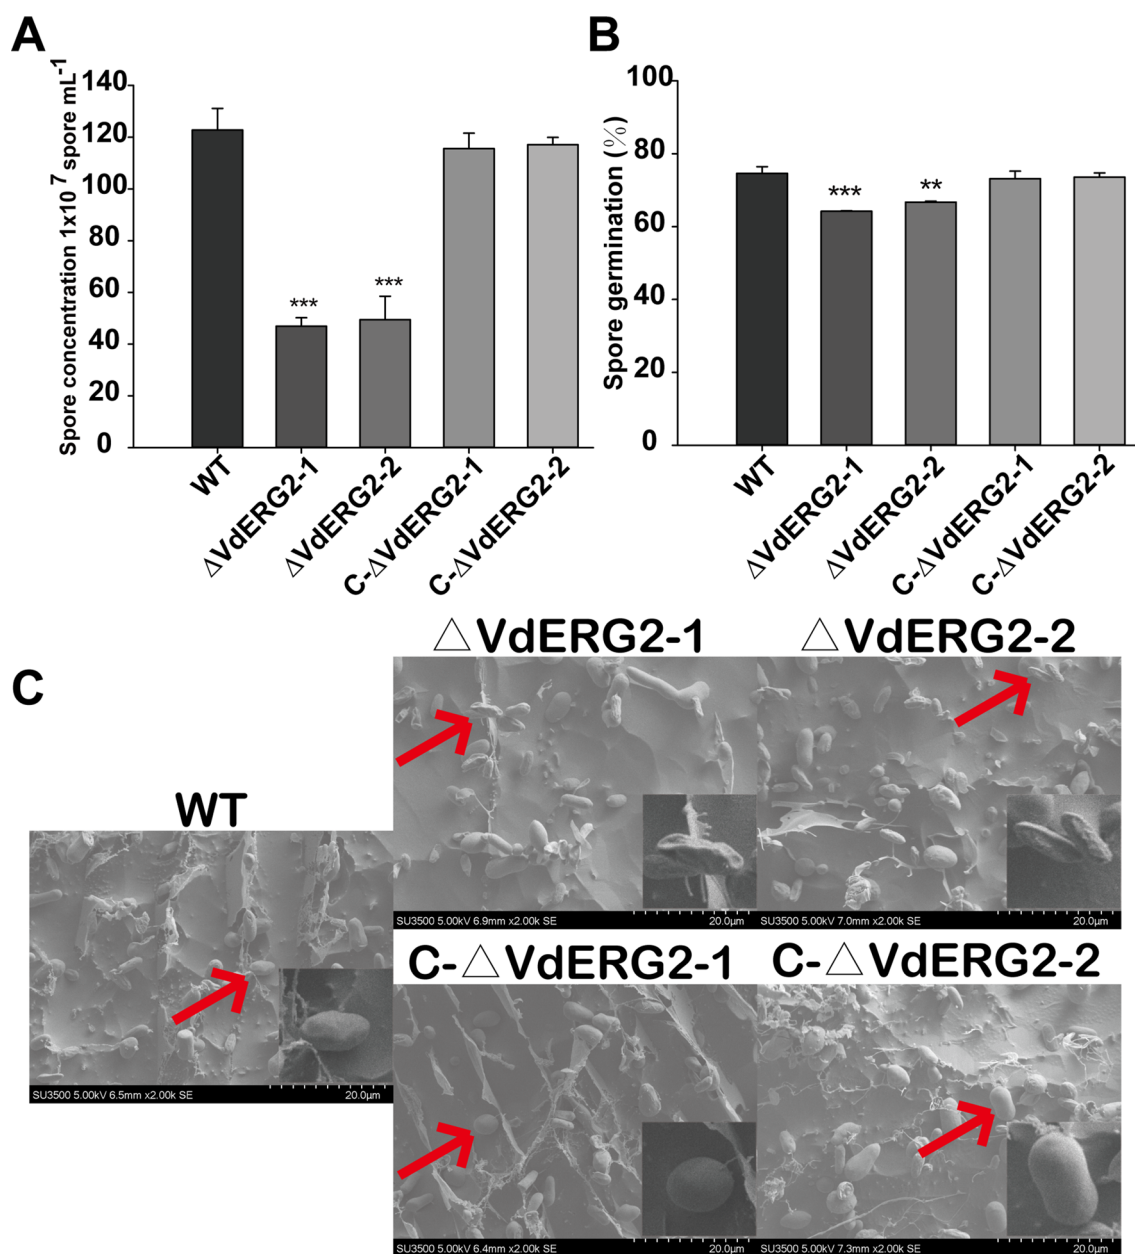 A
Spore concentration 1x10 7 spore mL-1
140
120
100
80
60
40
20
0
***
***
WT
ΔVdERG2-1
ΔVdERG2-2
C-ΔVdERG2-1
C-ΔVdERG2-2
B
Spore germination (%)
100
80
60
40
20
0
***
**
WT
ΔVdERG2-1
ΔVdERG2-2
C-ΔVdERG2-1
C-ΔVdERG2-2
C
WT
SU3500 5.00kV 6.5mm x2.00k SE 20.0µm
△VdERG2-1
SU3500 5.00kV 6.9mm x2.00k SE 20.0µm
△VdERG2-2
SU3500 5.00kV 7.0mm x2.00k SE 20.0µm
C-△VdERG2-1
SU3500 5.00kV 6.4mm x2.00k SE 20.0µm
C-△VdERG2-2
SU3500 5.00kV 7.3mm x2.00k SE 20.0µm